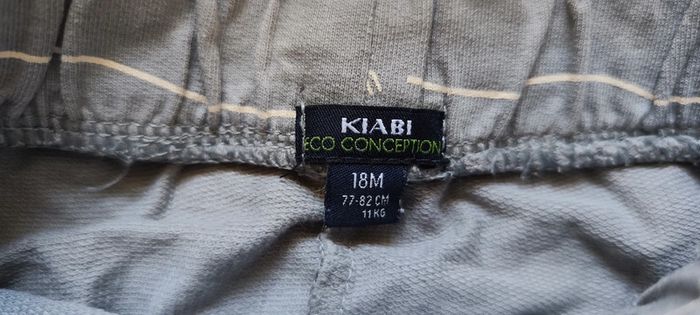 KIABI
ECO CONCEPTION
18M
77-82 CM
11 KG